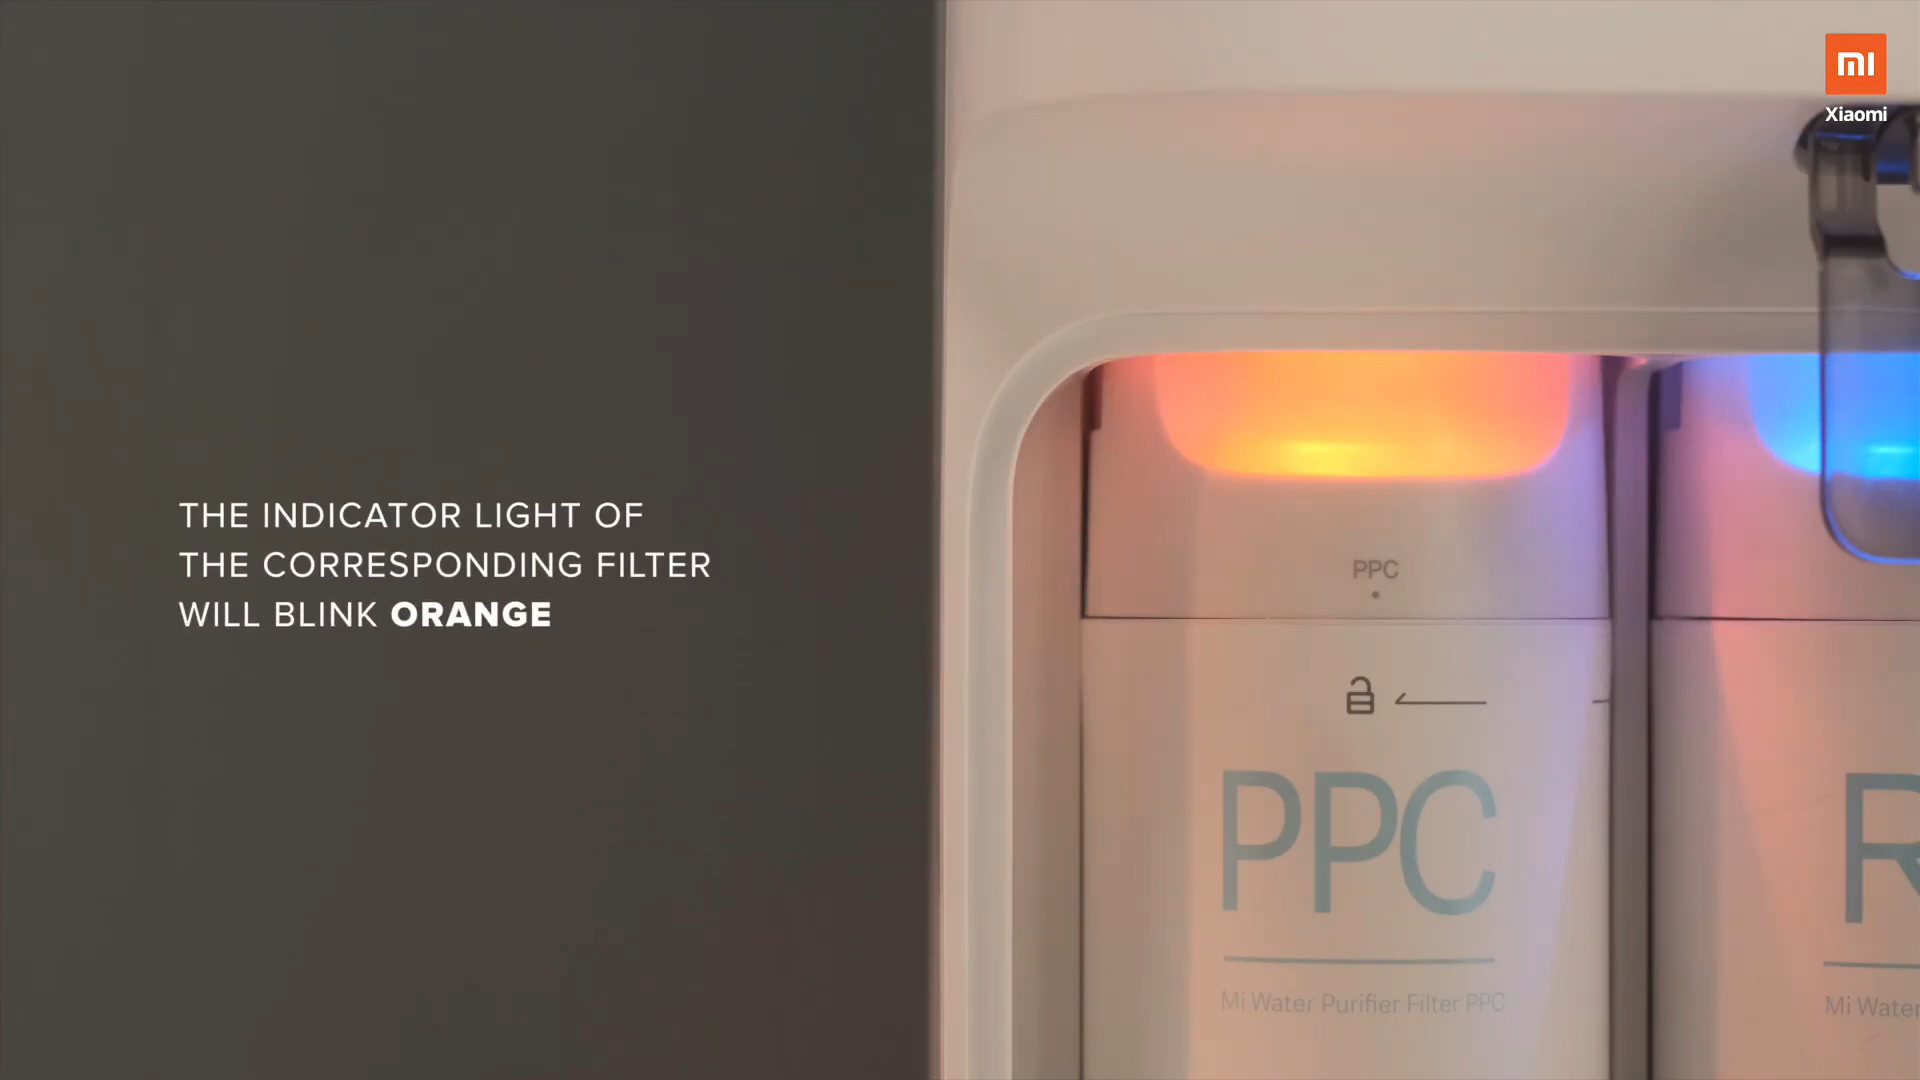 mi
Xiaomi
THE INDICATOR LIGHT OF
THE CORRESPONDING FILTER
WILL BLINK ORANGE
PPC
PPC
Mi Water Purifier Filter PPC
R
Mi Water